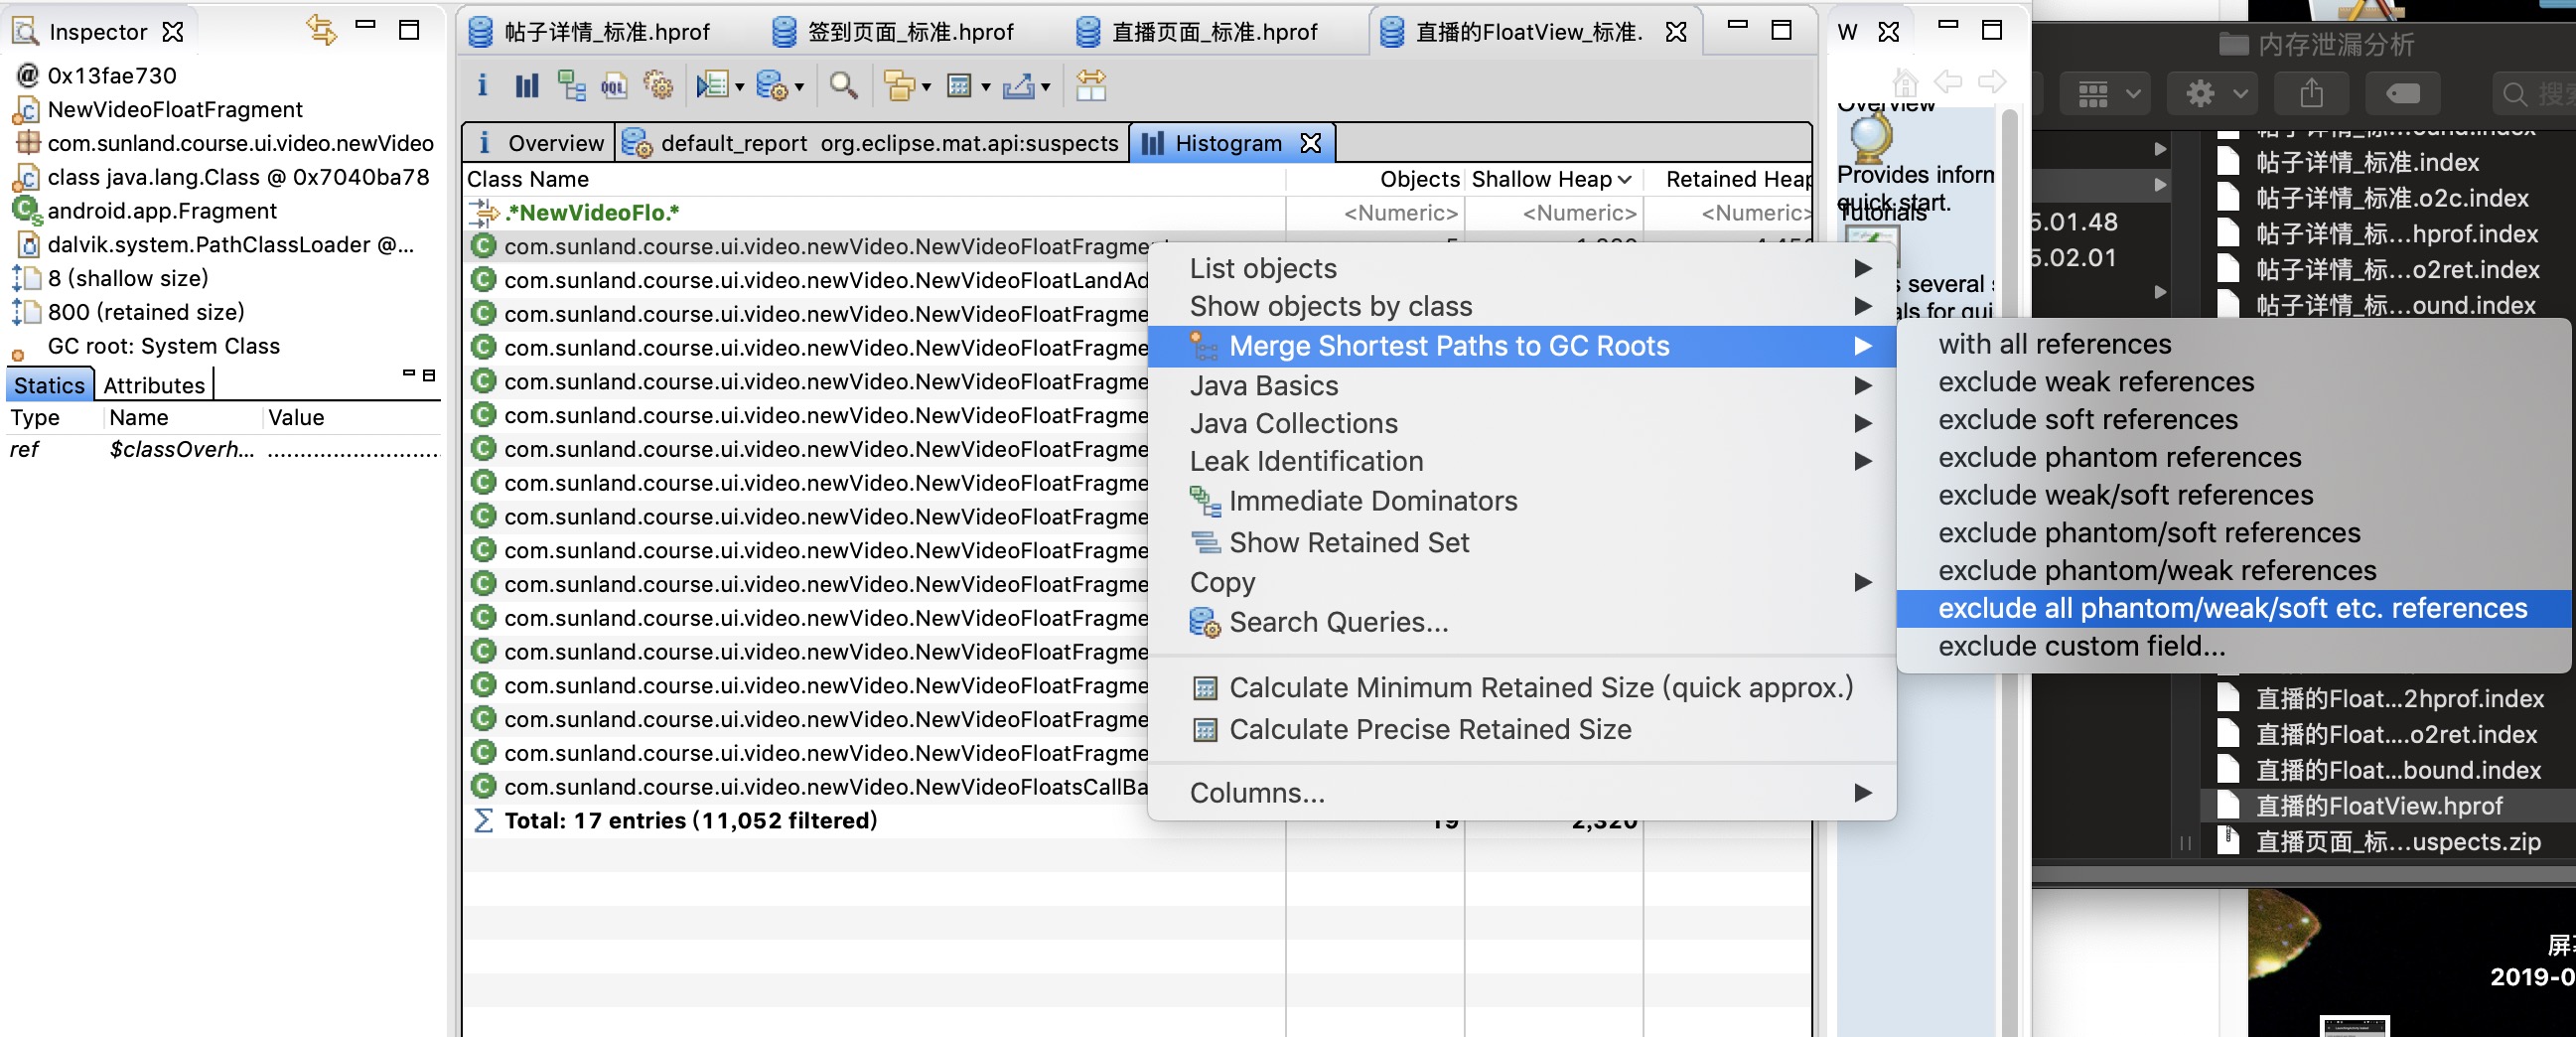 Inspector
@ 0x13fae730
NewVideoFloatFragment
com.sunland.course.ui.video.newVideo
class java.lang.Class @ 0x7040ba78
android.app.Fragment
dalvik.system.PathClassLoader @...
8 (shallow size)
800 (retained size)
GC root: System Class
Statics Attributes
Type Name Value
ref $classOverh... ..........................
帖子详情_标准.hprof 签到页面_标准.hprof 直播页面_标准.hprof 直播的FloatView_标准.
Overview default_report org.eclipse.mat.api:suspects Histogram
Class Name Objects Shallow Heap Retained Heap
.*NewVideoFlo.* <Numeric> <Numeric> <Numeric>
com.sunland.course.ui.video.newVideo.NewVideoFloatFragment
com.sunland.course.ui.video.newVideo.NewVideoFloatLandAd
com.sunland.course.ui.video.newVideo.NewVideoFloatFragme
com.sunland.course.ui.video.newVideo.NewVideoFloatFragme
com.sunland.course.ui.video.newVideo.NewVideoFloatFragme
com.sunland.course.ui.video.newVideo.NewVideoFloatFragme
com.sunland.course.ui.video.newVideo.NewVideoFloatFragme
com.sunland.course.ui.video.newVideo.NewVideoFloatFragme
com.sunland.course.ui.video.newVideo.NewVideoFloatFragme
com.sunland.course.ui.video.newVideo.NewVideoFloatFragme
com.sunland.course.ui.video.newVideo.NewVideoFloatFragme
com.sunland.course.ui.video.newVideo.NewVideoFloatFragme
com.sunland.course.ui.video.newVideo.NewVideoFloatFragme
com.sunland.course.ui.video.newVideo.NewVideoFloatFragme
com.sunland.course.ui.video.newVideo.NewVideoFloatFragme
com.sunland.course.ui.video.newVideo.NewVideoFloatFragme
com.sunland.course.ui.video.newVideo.NewVideoFloatsCallBa
Total: 17 entries (11,052 filtered) 19 2,320
List objects
Show objects by class
Merge Shortest Paths to GC Roots
Java Basics
Java Collections
Leak Identification
Immediate Dominators
Show Retained Set
Copy
Search Queries...
Calculate Minimum Retained Size (quick approx.)
Calculate Precise Retained Size
Columns...
with all references
exclude weak references
exclude soft references
exclude phantom references
exclude weak/soft references
exclude phantom/soft references
exclude phantom/weak references
exclude all phantom/weak/soft etc. references
exclude custom field...
W
Overview
Provides inform
quick start.
Tutorials
s several
als for gui
内存泄漏分析
5.01.48
5.02.01
帖子详情_标...ound.index
帖子详情_标准.index
帖子详情_标准.o2c.index
帖子详情_标...hprof.index
帖子详情_标...o2ret.index
帖子详情_标...ound.index
直播的Float...2hprof.index
直播的Float....o2ret.index
直播的Float...bound.index
直播的FloatView.hprof
直播页面_标...uspects.zip
屏
2019-0